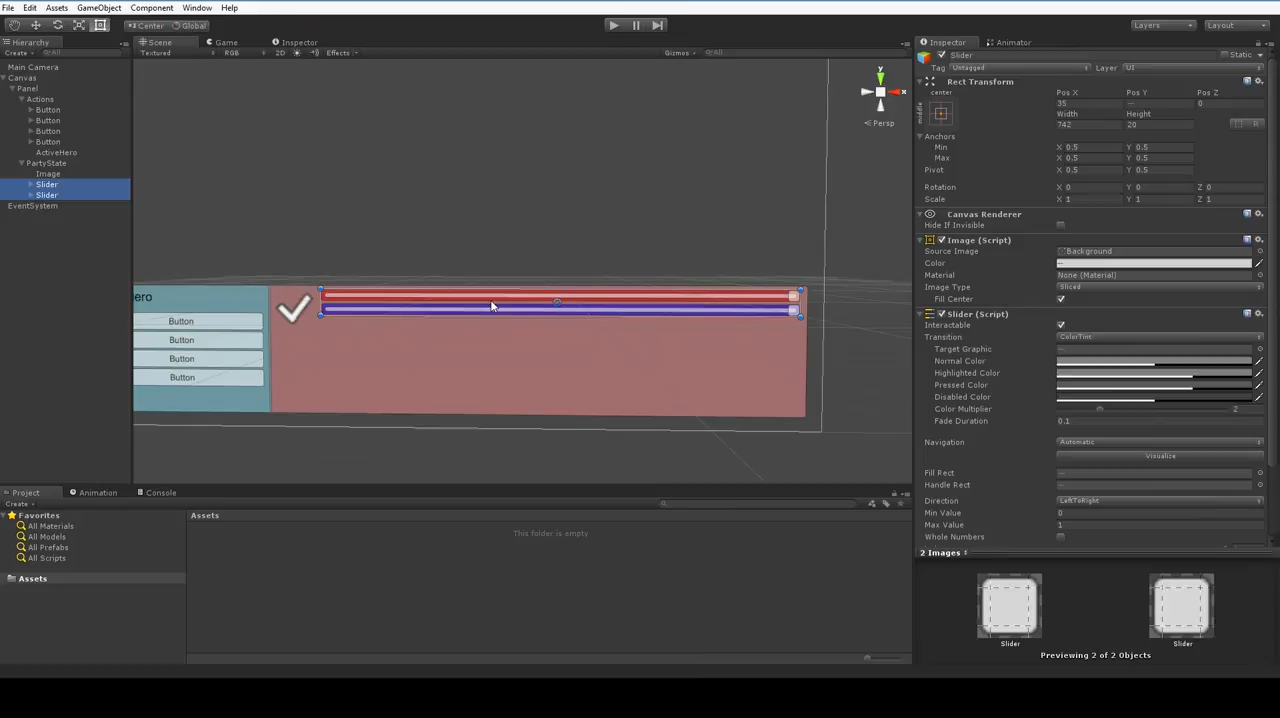 File Edit Assets GameObject Component Window Help
Center Global Layers Layout
Hierarchy
Create All
Main Camera
Canvas
Panel
Actions
Button
Button
Button
Button
ActiveHero
PartyState
Image
Slider
Slider
EventSystem
Scene Game Inspector
Textured RGB 2D Effects Gizmos All
y
x
Persp
ero
Button
Button
Button
Button
Inspector Animator
Slider Static
Tag Untagged Layer UI
Rect Transform
center Pos X Pos Y Pos Z
middle 35 — 0
Width Height
742 20 R
Anchors
Min X 0.5 Y 0.5
Max X 0.5 Y 0.5
Pivot X 0.5 Y 0.5
Rotation X 0 Y 0 Z 0
Scale X 1 Y 1 Z 1
Canvas Renderer
Hide If Invisible
Image (Script)
Source Image Background
Color —
Material None (Material)
Image Type Sliced
Fill Center
Slider (Script)
Interactable
Transition ColorTint
Target Graphic —
Normal Color
Highlighted Color
Pressed Color
Disabled Color
Color Multiplier 2
Fade Duration 0.1
Navigation Automatic
Visualize
Fill Rect —
Handle Rect —
Direction LeftToRight
Min Value 0
Max Value 1
Whole Numbers
2 Images
Slider Slider
Previewing 2 of 2 Objects
Project Animation Console
Create
Favorites
All Materials
All Models
All Prefabs
All Scripts
Assets
Assets
This folder is empty